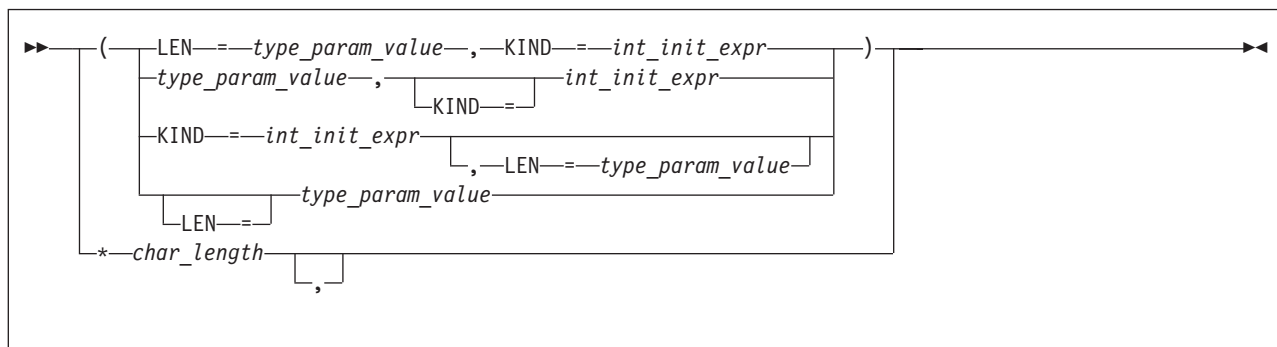 ( LEN = type_param_value , KIND = int_init_expr )
type_param_value , int_init_expr
KIND =
KIND = int_init_expr
, LEN = type_param_value
type_param_value
LEN =
* char_length
,